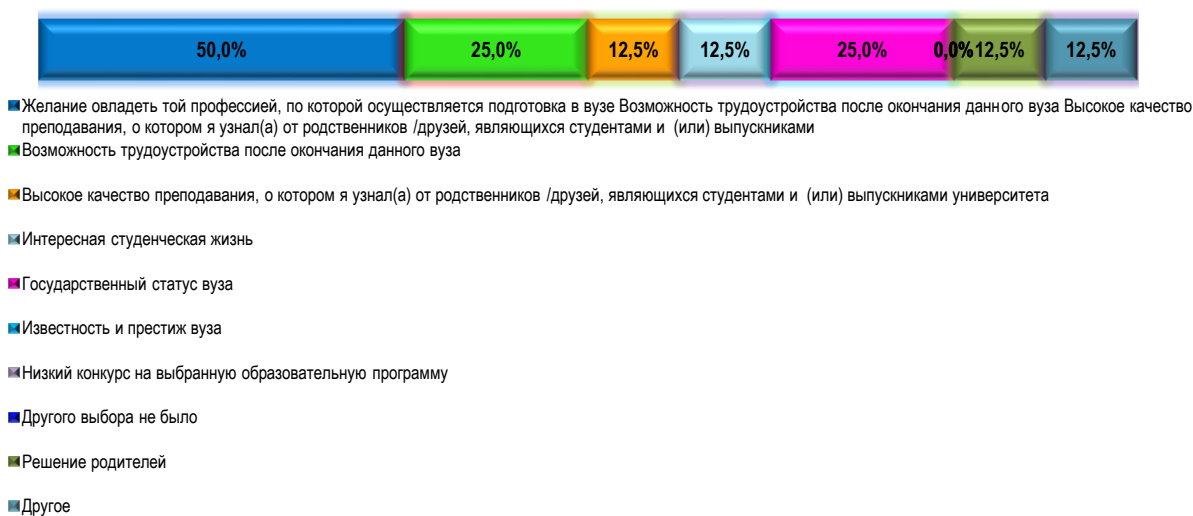 50,0% 25,0% 12,5% 12,5% 25,0% 0,0% 12,5% 12,5%
Желание овладеть той профессией, по которой осуществляется подготовка в вузе Возможность трудоустройства после окончания данного вуза Высокое качество
преподавания, о котором я узнал(а) от родственников /друзей, являющихся студентами и (или) выпускниками
Возможность трудоустройства после окончания данного вуза
Высокое качество преподавания, о котором я узнал(а) от родственников /друзей, являющихся студентами и (или) выпускниками университета
Интересная студенческая жизнь
Государственный статус вуза
Известность и престиж вуза
Низкий конкурс на выбранную образовательную программу
Другого выбора не было
Решение родителей
Другое